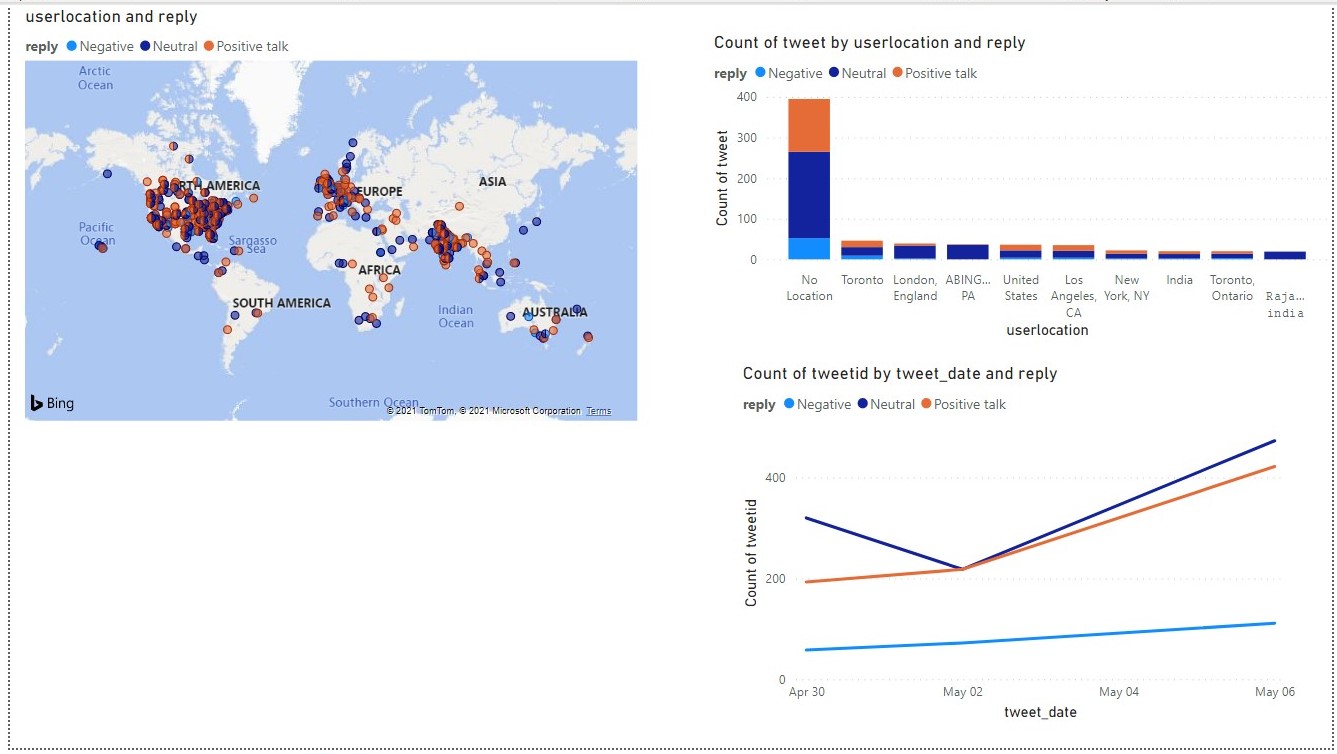 userlocation and reply
reply Negative Neutral Positive talk
Arctic
Ocean
NORTH AMERICA
EUROPE
ASIA
Pacific
Ocean
Sargasso
Sea
AFRICA
SOUTH AMERICA
Indian
Ocean
AUSTRALIA
Southern Ocean
Bing
© 2021 TomTom, © 2021 Microsoft Corporation Terms
Count of tweet by userlocation and reply
reply Negative Neutral Positive talk
Count of tweet
400
300
200
100
0
No
Location
Toronto
London,
England
ABING...
PA
United
States
Los
Angeles,
CA
New
York, NY
India
Toronto,
Ontario
Raja...
india
userlocation
Count of tweetid by tweet_date and reply
reply Negative Neutral Positive talk
Count of tweetid
400
200
0
Apr 30
May 02
May 04
May 06
tweet_date